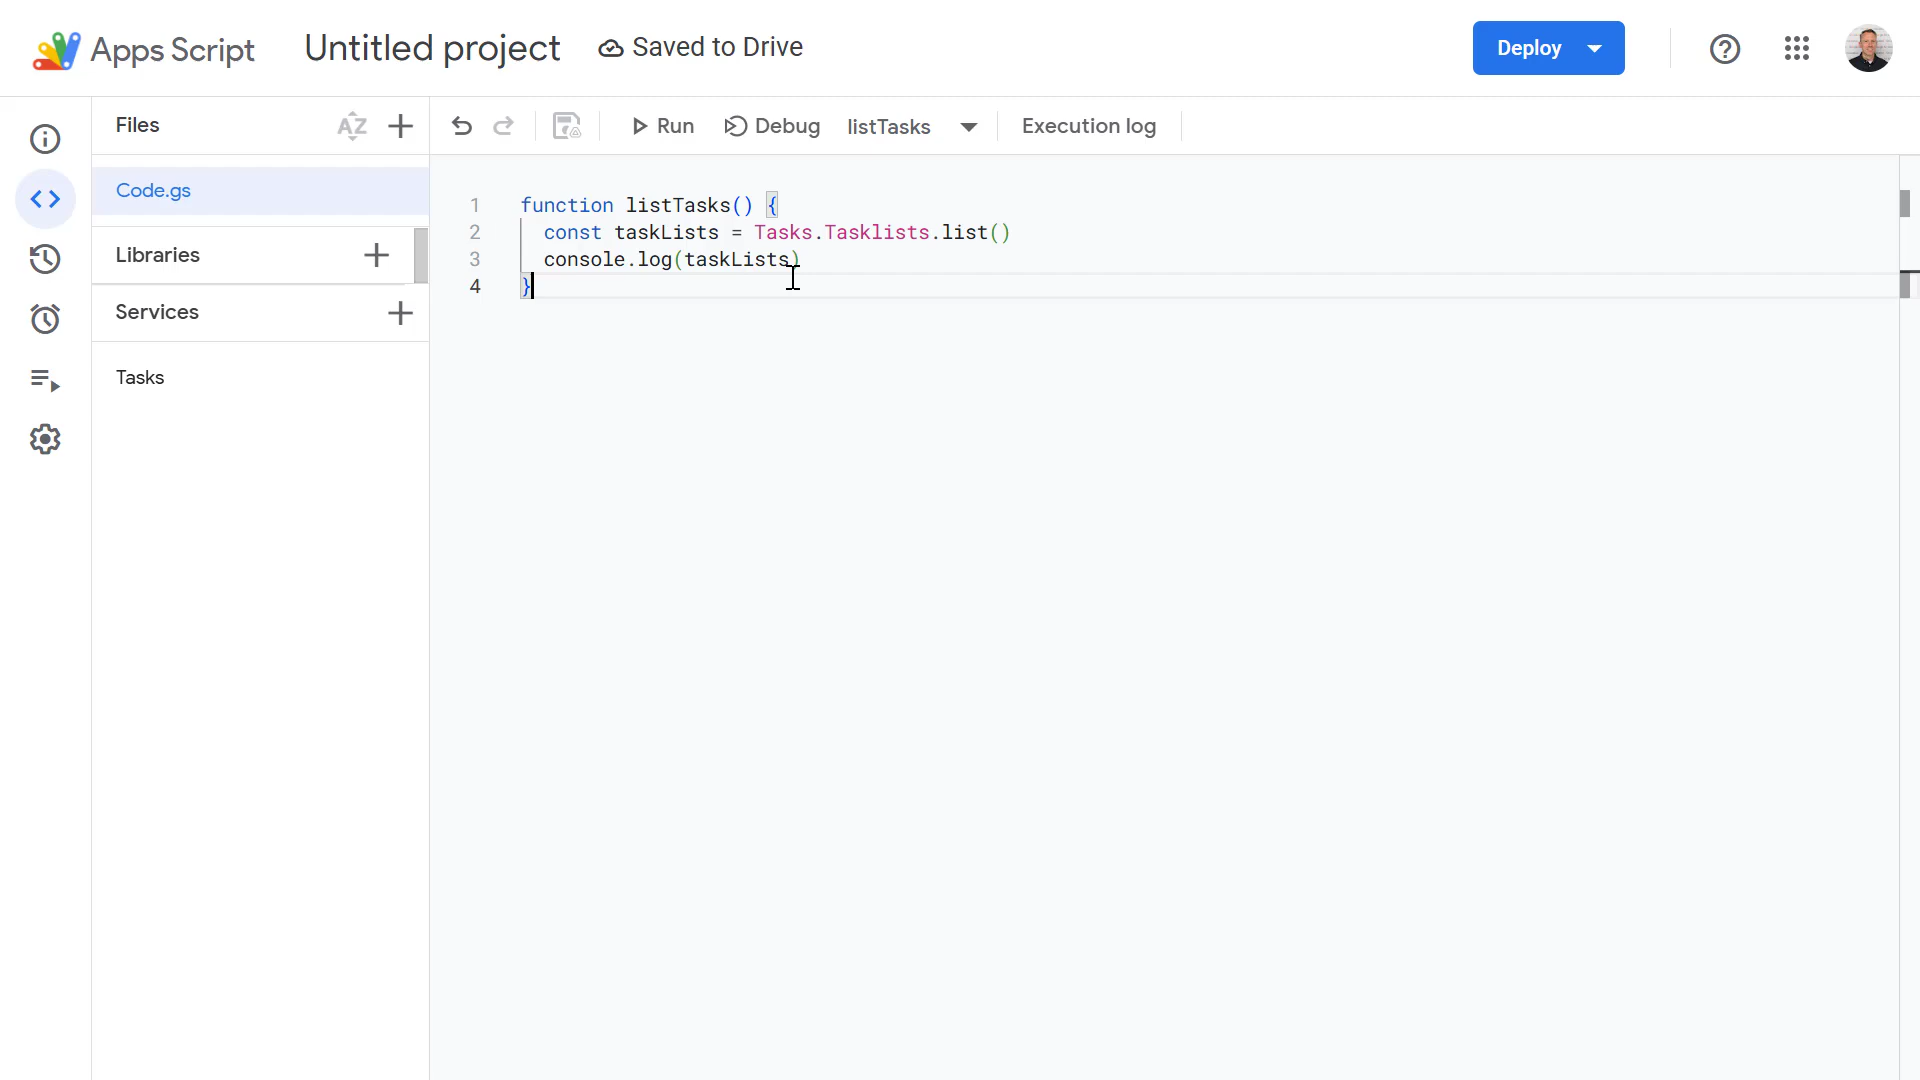 Apps Script
Untitled project
Saved to Drive
Deploy
Files
AZ
Run
Debug
listTasks
Execution log
Code.gs
Libraries
Services
Tasks
1 function listTasks() {
2 const taskLists = Tasks.Tasklists.list()
3 console.log(taskLists)
4 }